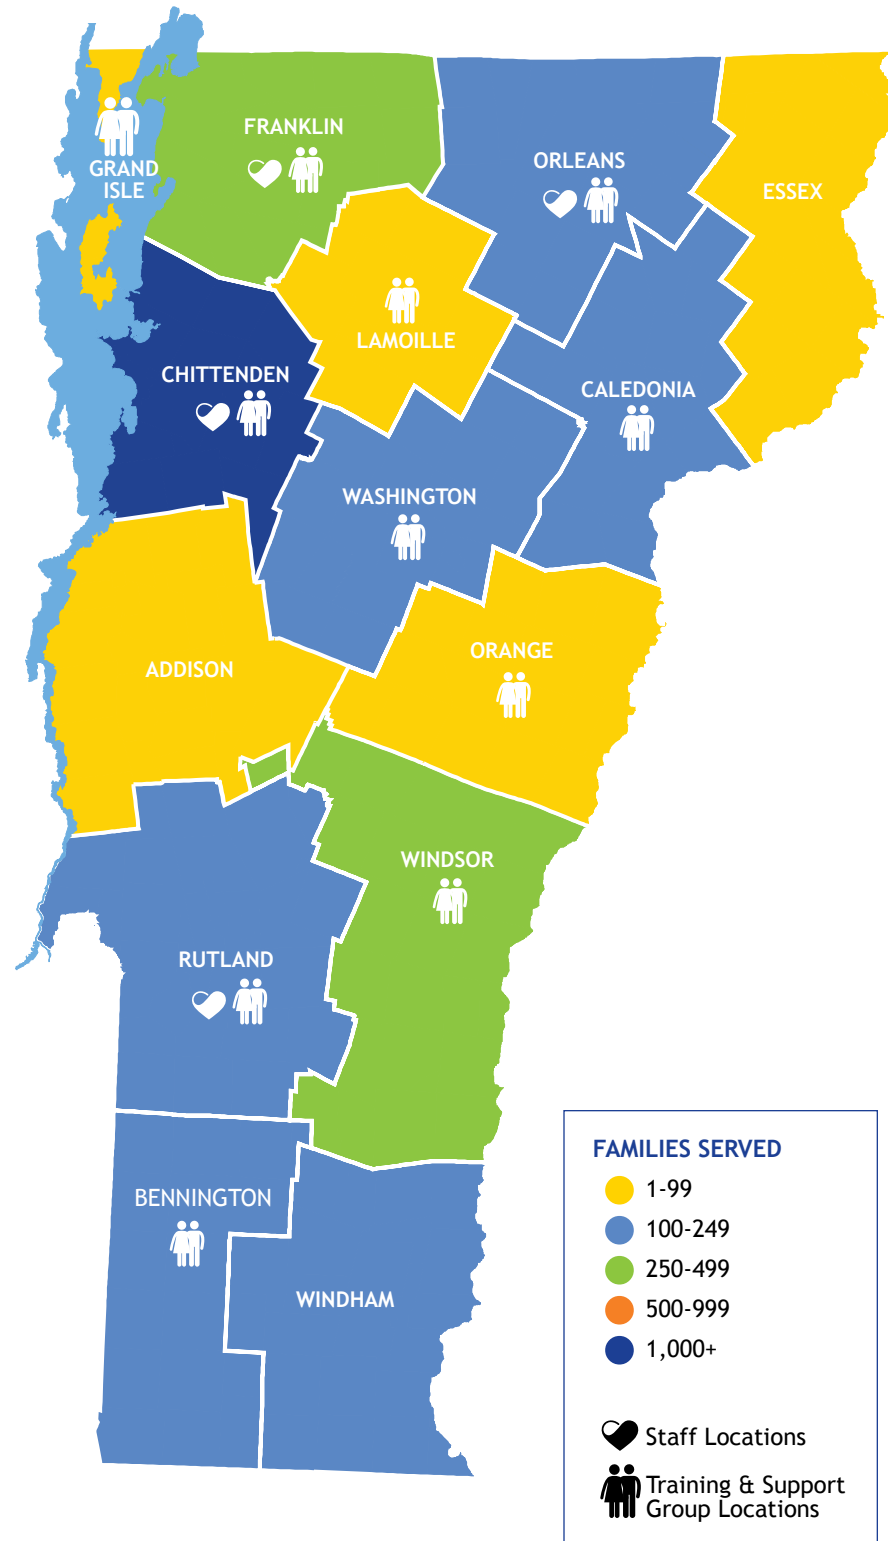 FRANKLIN
GRAND
ISLE
ORLEANS
ESSEX
LAMOILLE
CHITTENDEN
CALEDONIA
WASHINGTON
ORANGE
ADDISON
WINDSOR
RUTLAND
BENNINGTON
WINDHAM
FAMILIES SERVED
1-99
100-249
250-499
500-999
1,000+
Staff Locations
Training & Support
Group Locations